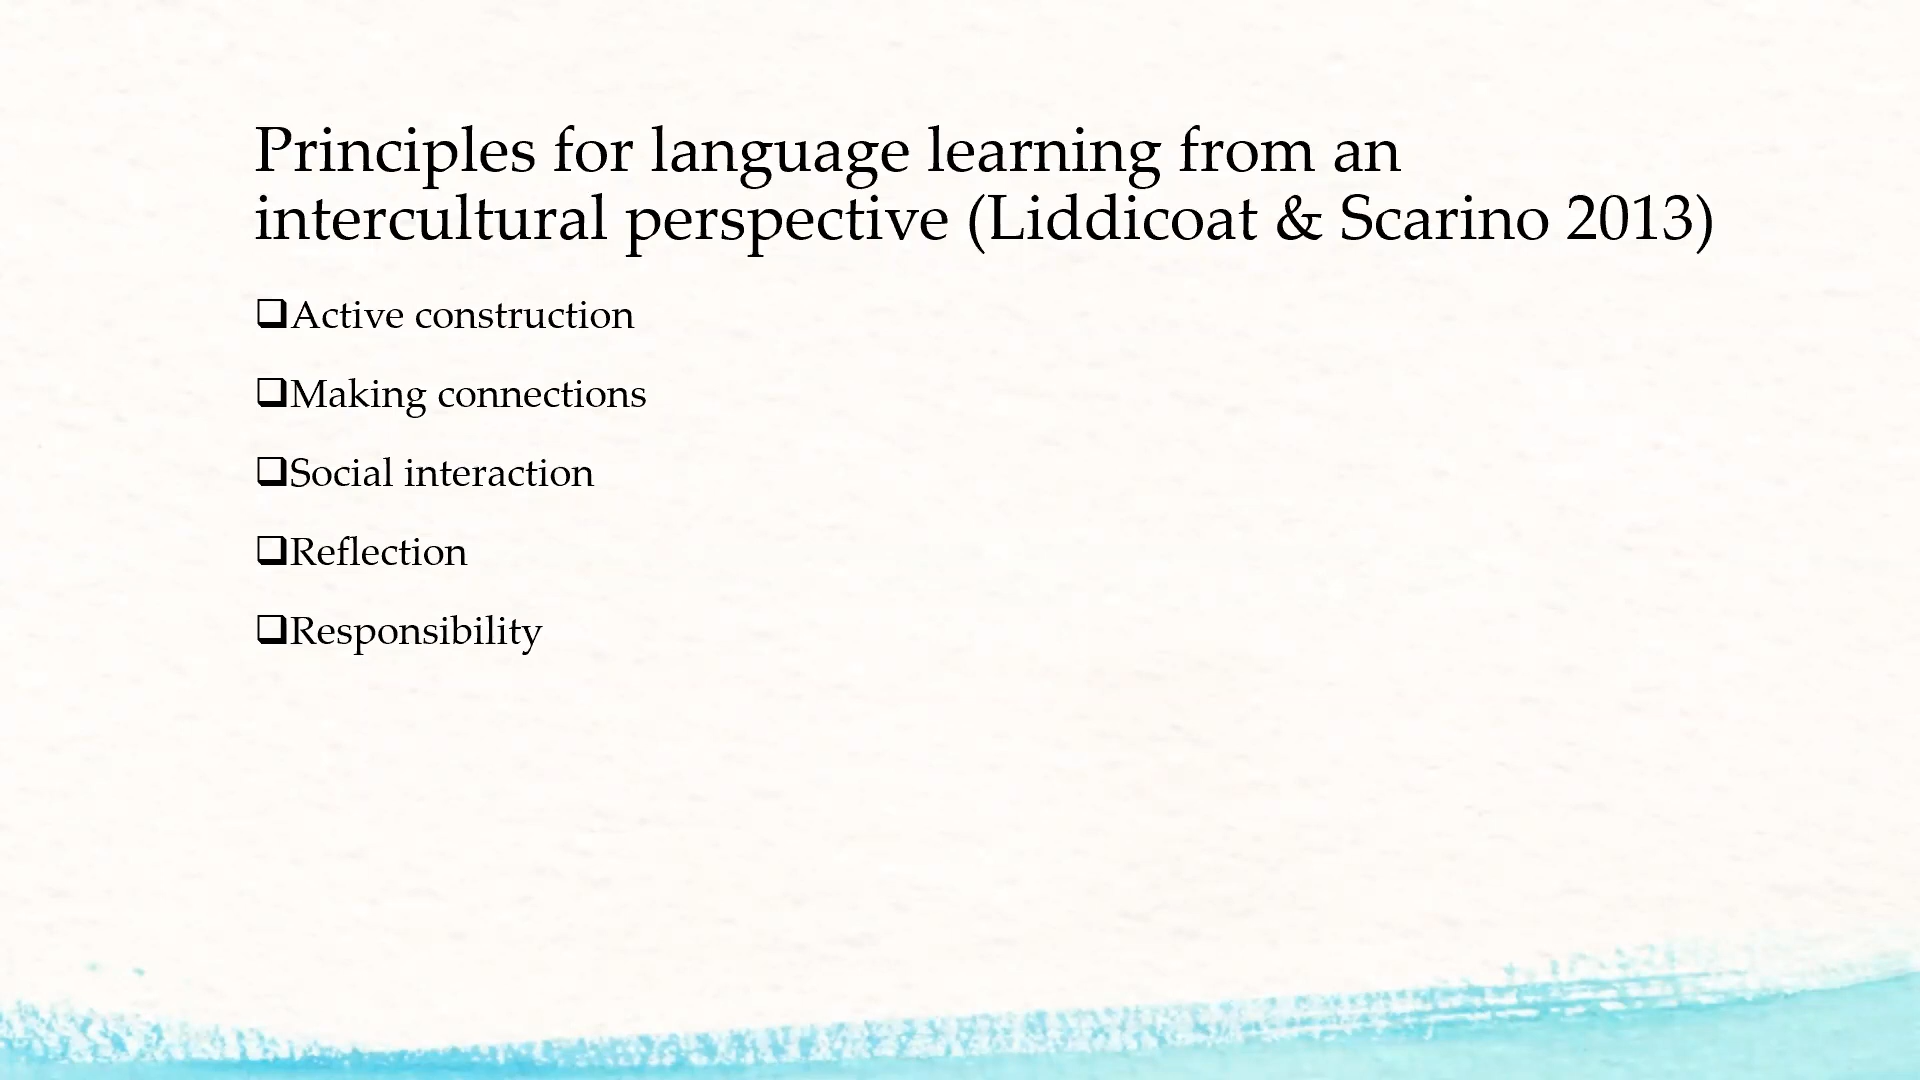 Principles for language learning from an
intercultural perspective (Liddicoat & Scarino 2013)
❑Active construction
❑Making connections
❑Social interaction
❑Reflection
❑Responsibility